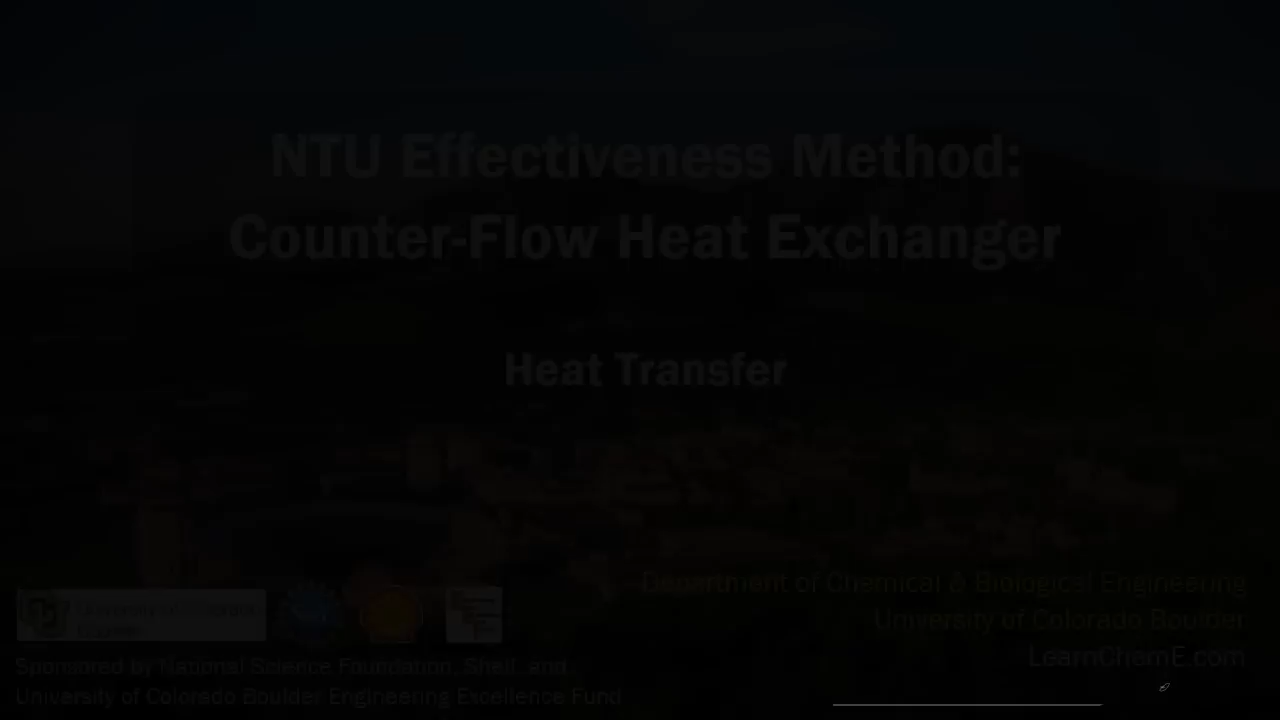 NTU Effectiveness Method:
Counter-Flow Heat Exchanger
Heat Transfer
Department of Chemical & Biological Engineering
University of Colorado Boulder
LearnChemE.com
Sponsored by National Science Foundation, Shell, and
University of Colorado Boulder Engineering Excellence Fund